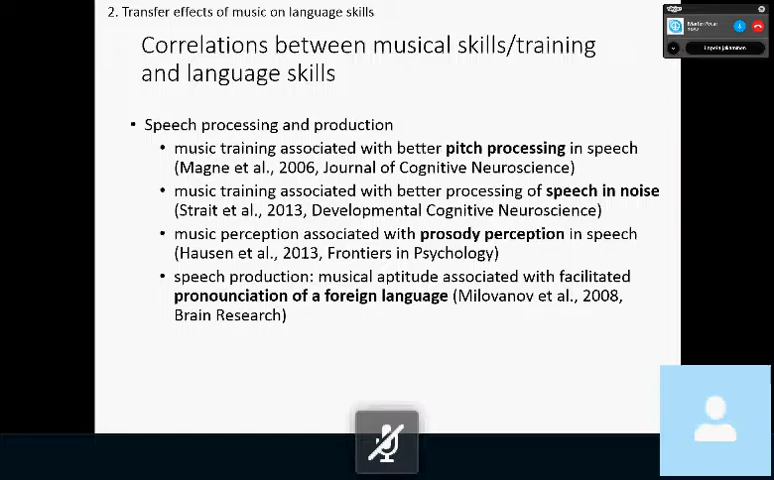 2. Transfer effects of music on language skills
Correlations between musical skills/training
and language skills
• Speech processing and production
• music training associated with better pitch processing in speech
(Magne et al., 2006, Journal of Cognitive Neuroscience)
• music training associated with better processing of speech in noise
(Strait et al., 2013, Developmental Cognitive Neuroscience)
• music perception associated with prosody perception in speech
(Hausen et al., 2013, Frontiers in Psychology)
• speech production: musical aptitude associated with facilitated
pronounciation of a foreign language (Milovanov et al., 2008,
Brain Research)